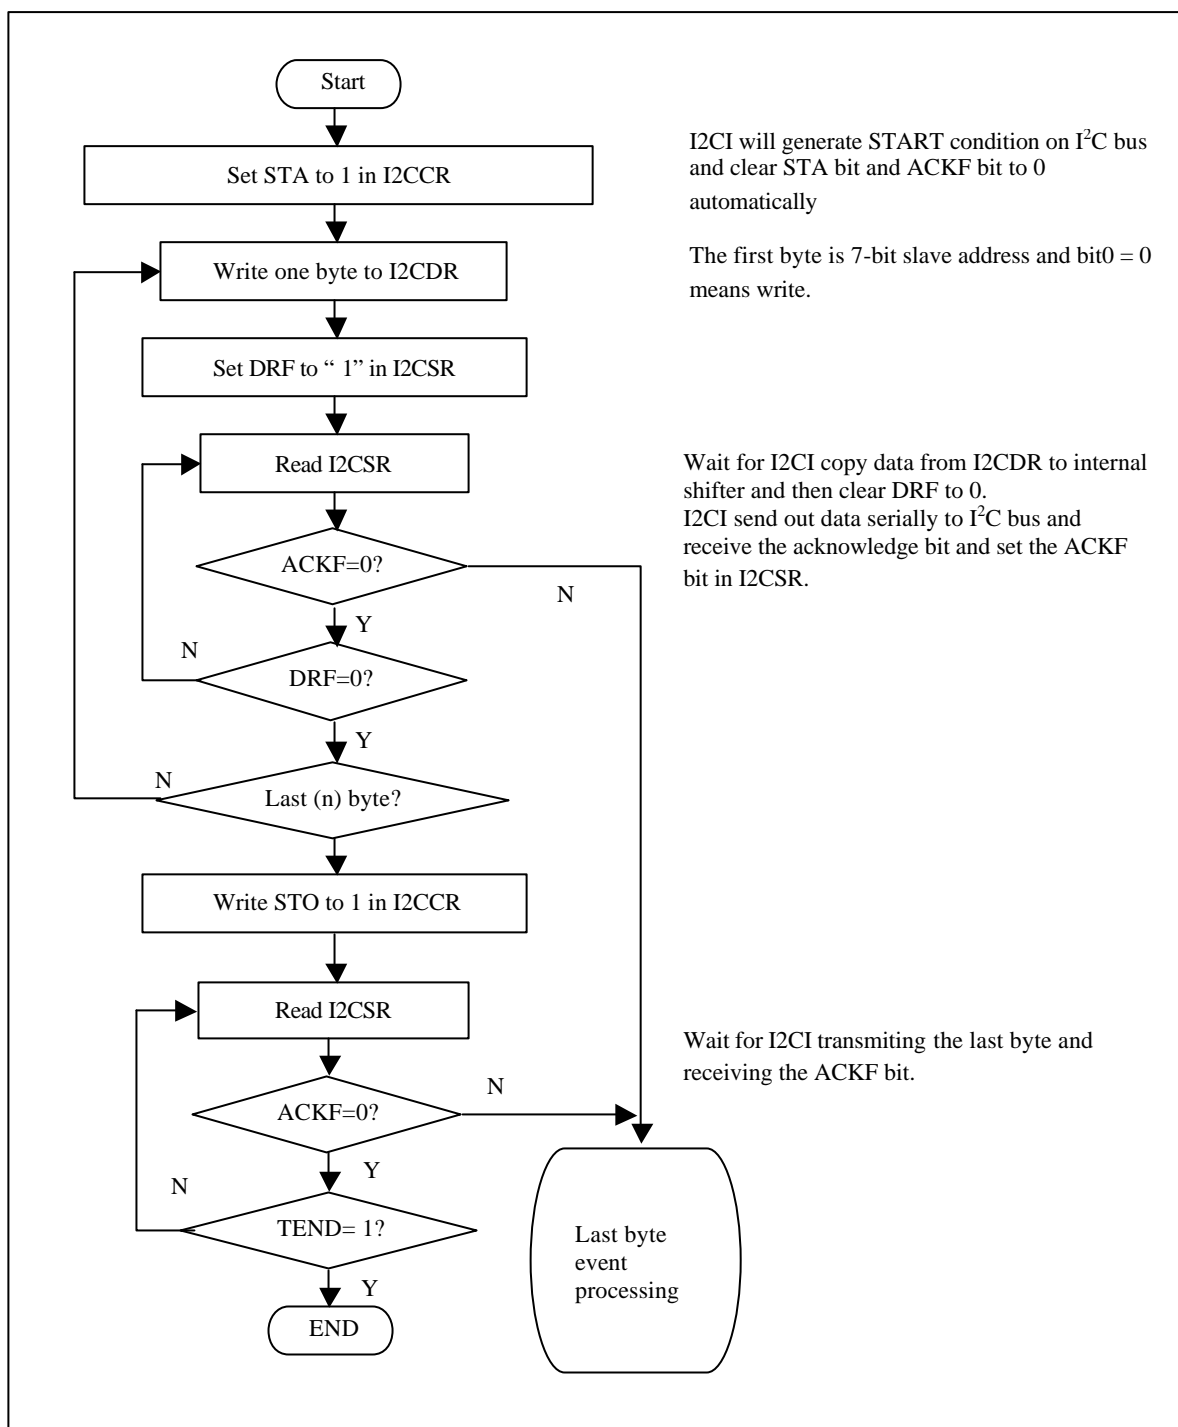 Start
Set STA to 1 in I2CCR
I2CI will generate START condition on I²C bus
and clear STA bit and ACKF bit to 0
automatically
Write one byte to I2CDR
The first byte is 7-bit slave address and bit0 = 0
means write.
Set DRF to “ 1” in I2CSR
Read I2CSR
Wait for I2CI copy data from I2CDR to internal
shifter and then clear DRF to 0.
I2CI send out data serially to I²C bus and
receive the acknowledge bit and set the ACKF
bit in I2CSR.
ACKF=0?
N
Y
N
DRF=0?
Y
N
Last (n) byte?
Write STO to 1 in I2CCR
Read I2CSR
Wait for I2CI transmiting the last byte and
receiving the ACKF bit.
ACKF=0?
N
Y
N
TEND= 1?
Y
Last byte
event
processing
END